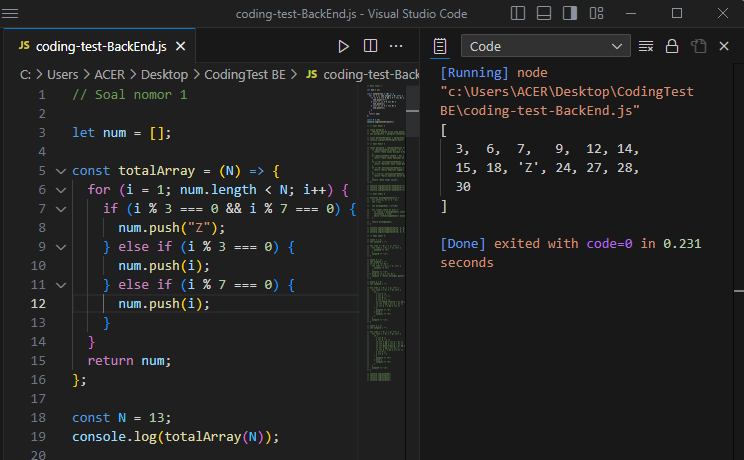 coding-test-BackEnd.js - Visual Studio Code
JS coding-test-BackEnd.js
Code
C: > Users > ACER > Desktop > CodingTest BE > JS coding-test-Back
1 // Soal nomor 1
2
3 let num = [];
4
5 const totalArray = (N) => {
6 for (i = 1; num.length < N; i++) {
7 if (i % 3 === 0 && i % 7 === 0) {
8 num.push("Z");
9 } else if (i % 3 === 0) {
10 num.push(i);
11 } else if (i % 7 === 0) {
12 num.push(i);
13 }
14 }
15 return num;
16 };
17
18 const N = 13;
19 console.log(totalArray(N));
20
[Running] node
"c:\Users\ACER\Desktop\CodingTest
BE\coding-test-BackEnd.js"
[
3, 6, 7, 9, 12, 14,
15, 18, 'Z', 24, 27, 28,
30
]
[Done] exited with code=0 in 0.231
seconds